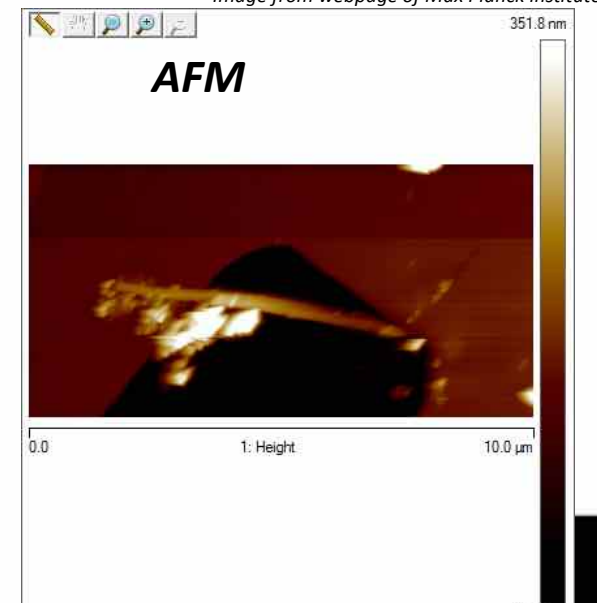 Image from webpage of Max Planck Institute
351.8 nm
AFM
0.0 1: Height 10.0 µm